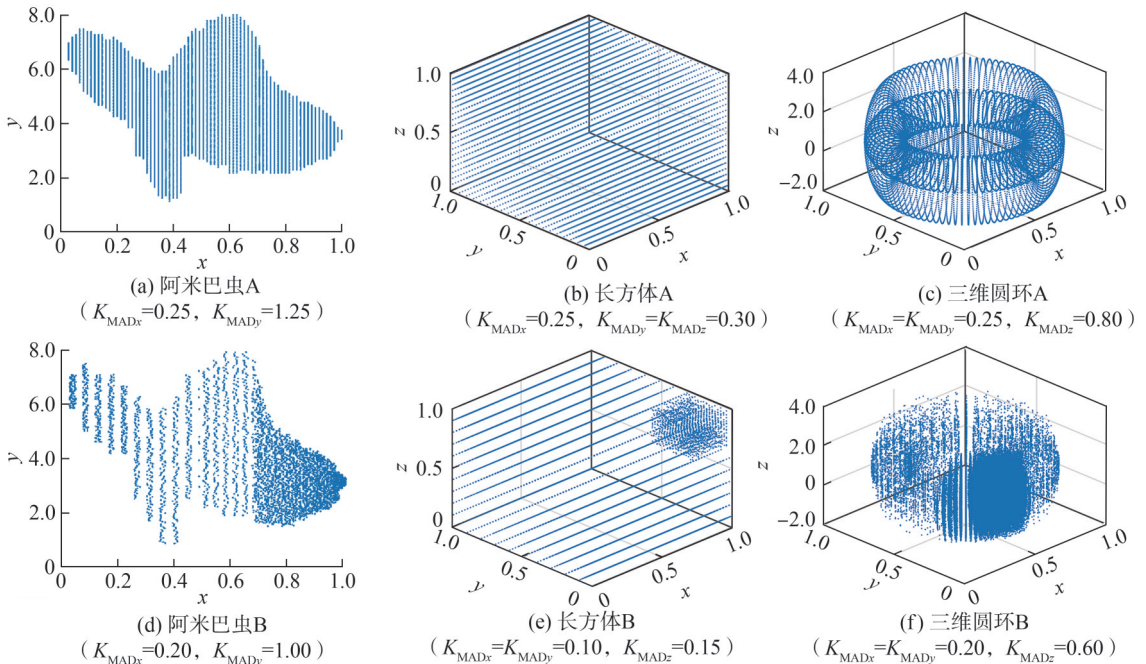 8.0
6.0
4.0
2.0
0
y
0
0.2
0.4
0.6
0.8
1.0
x
(a) 阿米巴虫A
（K_MADx=0.25，K_MADy=1.25）
1.0
0.5
0
z
1.0
0.5
0
y
0
0.5
1.0
x
(b) 长方体A
（K_MADx=0.25，K_MADy=K_MADz=0.30）
4.0
2.0
0
−2.0
z
1.0
0.5
0
y
0
0.5
1.0
x
(c) 三维圆环A
（K_MADx=K_MADy=0.25，K_MADz=0.80）
8.0
6.0
4.0
2.0
0
y
0
0.2
0.4
0.6
0.8
1.0
x
(d) 阿米巴虫B
（K_MADx=0.20，K_MADy=1.00）
1.0
0.5
0
z
1.0
0.5
0
y
0
0.5
1.0
x
(e) 长方体B
（K_MADx=K_MADy=0.10，K_MADz=0.15）
4.0
2.0
0
−2.0
z
1.0
0.5
0
y
0
0.5
1.0
x
(f) 三维圆环B
（K_MADx=K_MADy=0.20，K_MADz=0.60）